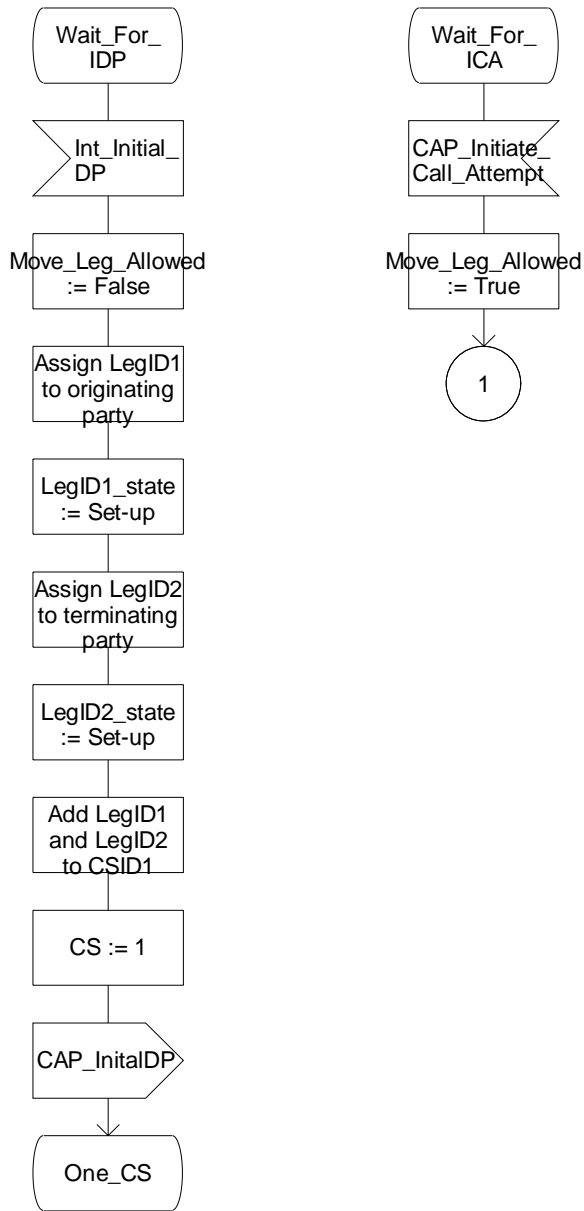 Wait_For_
IDP
Int_Initial_
DP
Move_Leg_Allowed
:= False
Assign LegID1
to originating
party
LegID1_state
:= Set-up
Assign LegID2
to terminating
party
LegID2_state
:= Set-up
Add LegID1
and LegID2
to CSID1
CS := 1
CAP_InitalDP
One_CS
Wait_For_
ICA
CAP_Initiate_
Call_Attempt
Move_Leg_Allowed
:= True
1